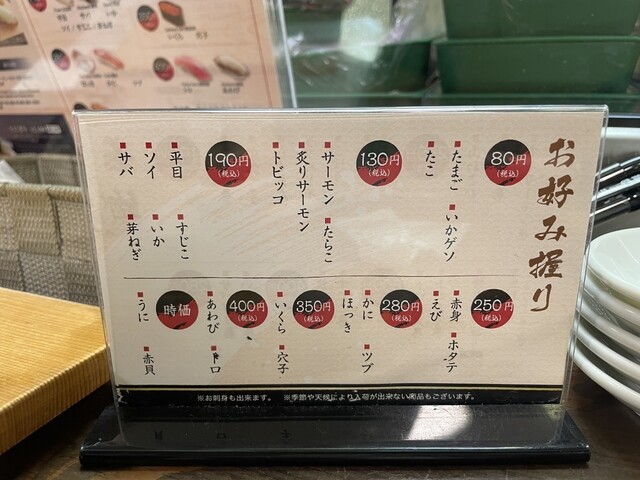 お好み握り
80円
(税込)
たまご
いかゲソ
たこ
130円
(税込)
サーモン
たらこ
炙りサーモン
トビッコ
190円
(税込)
平目
すじこ
ソイ
いか
サバ
芽ねぎ
250円
(税込)
赤身
ホタテ
えび
280円
(税込)
かに
ツブ
ほっき
350円
(税込)
いくら
穴子
400円
(税込)
あわび
トロ
時価
うに
赤貝
※お刺身も出来ます。 ※季節や天候により入荷が出来ない商品もございます。